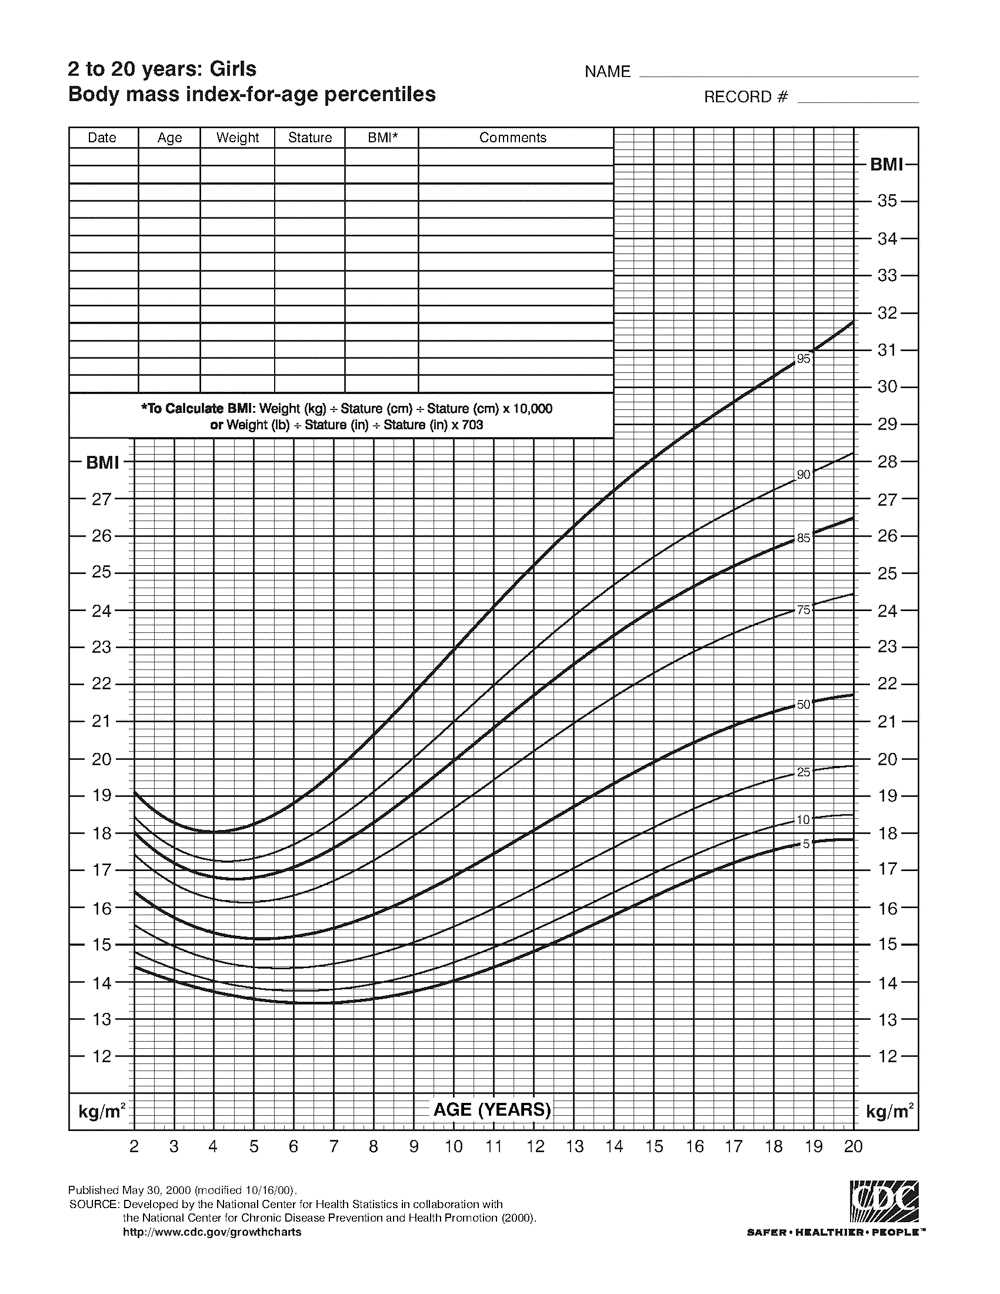 2 to 20 years: Girls
Body mass index-for-age percentiles
NAME
RECORD #
Date Age Weight Stature BMI* Comments
*To Calculate BMI: Weight (kg) ÷ Stature (cm) ÷ Stature (cm) x 10,000
or Weight (lb) ÷ Stature (in) ÷ Stature (in) x 703
BMI
35
34
33
32
31
95
30
29
BMI 28
90
27 27
26 85 26
25 25
24 75 24
23 23
22 22
21 50 21
20 20
25
19 19
10
18 18
5
17 17
16 16
15 15
14 14
13 13
12 12
kg/m² AGE (YEARS) kg/m²
2 3 4 5 6 7 8 9 10 11 12 13 14 15 16 17 18 19 20
Published May 30, 2000 (modified 10/16/00).
SOURCE: Developed by the National Center for Health Statistics in collaboration with
the National Center for Chronic Disease Prevention and Health Promotion (2000).
http://www.cdc.gov/growthcharts
CDC
SAFER • HEALTHIER • PEOPLE™